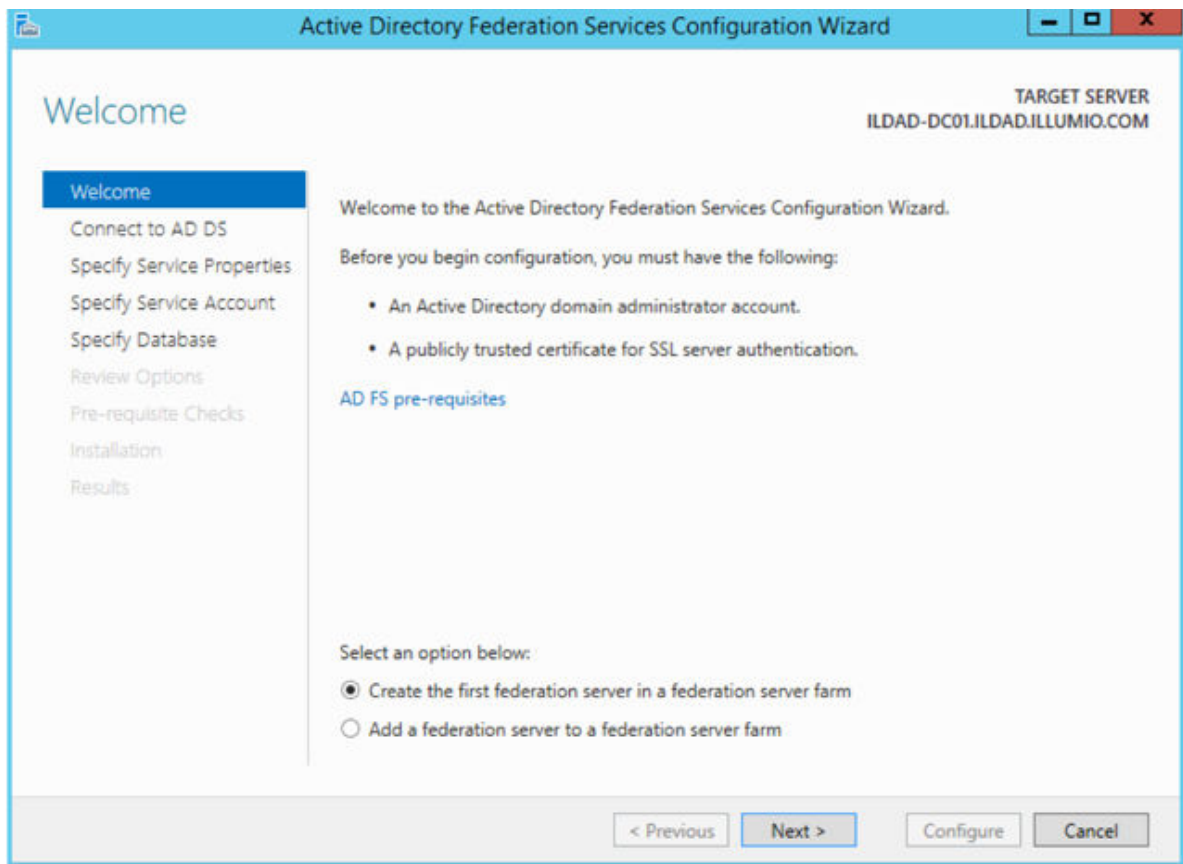 Active Directory Federation Services Configuration Wizard
Welcome
TARGET SERVER
ILDAD-DC01.ILDAD.ILLUMIO.COM
Welcome
Connect to AD DS
Specify Service Properties
Specify Service Account
Specify Database
Review Options
Pre-requisite Checks
Installation
Results
Welcome to the Active Directory Federation Services Configuration Wizard.
Before you begin configuration, you must have the following:
• An Active Directory domain administrator account.
• A publicly trusted certificate for SSL server authentication.
AD FS pre-requisites
Select an option below:
Create the first federation server in a federation server farm
Add a federation server to a federation server farm
< Previous
Next >
Configure
Cancel